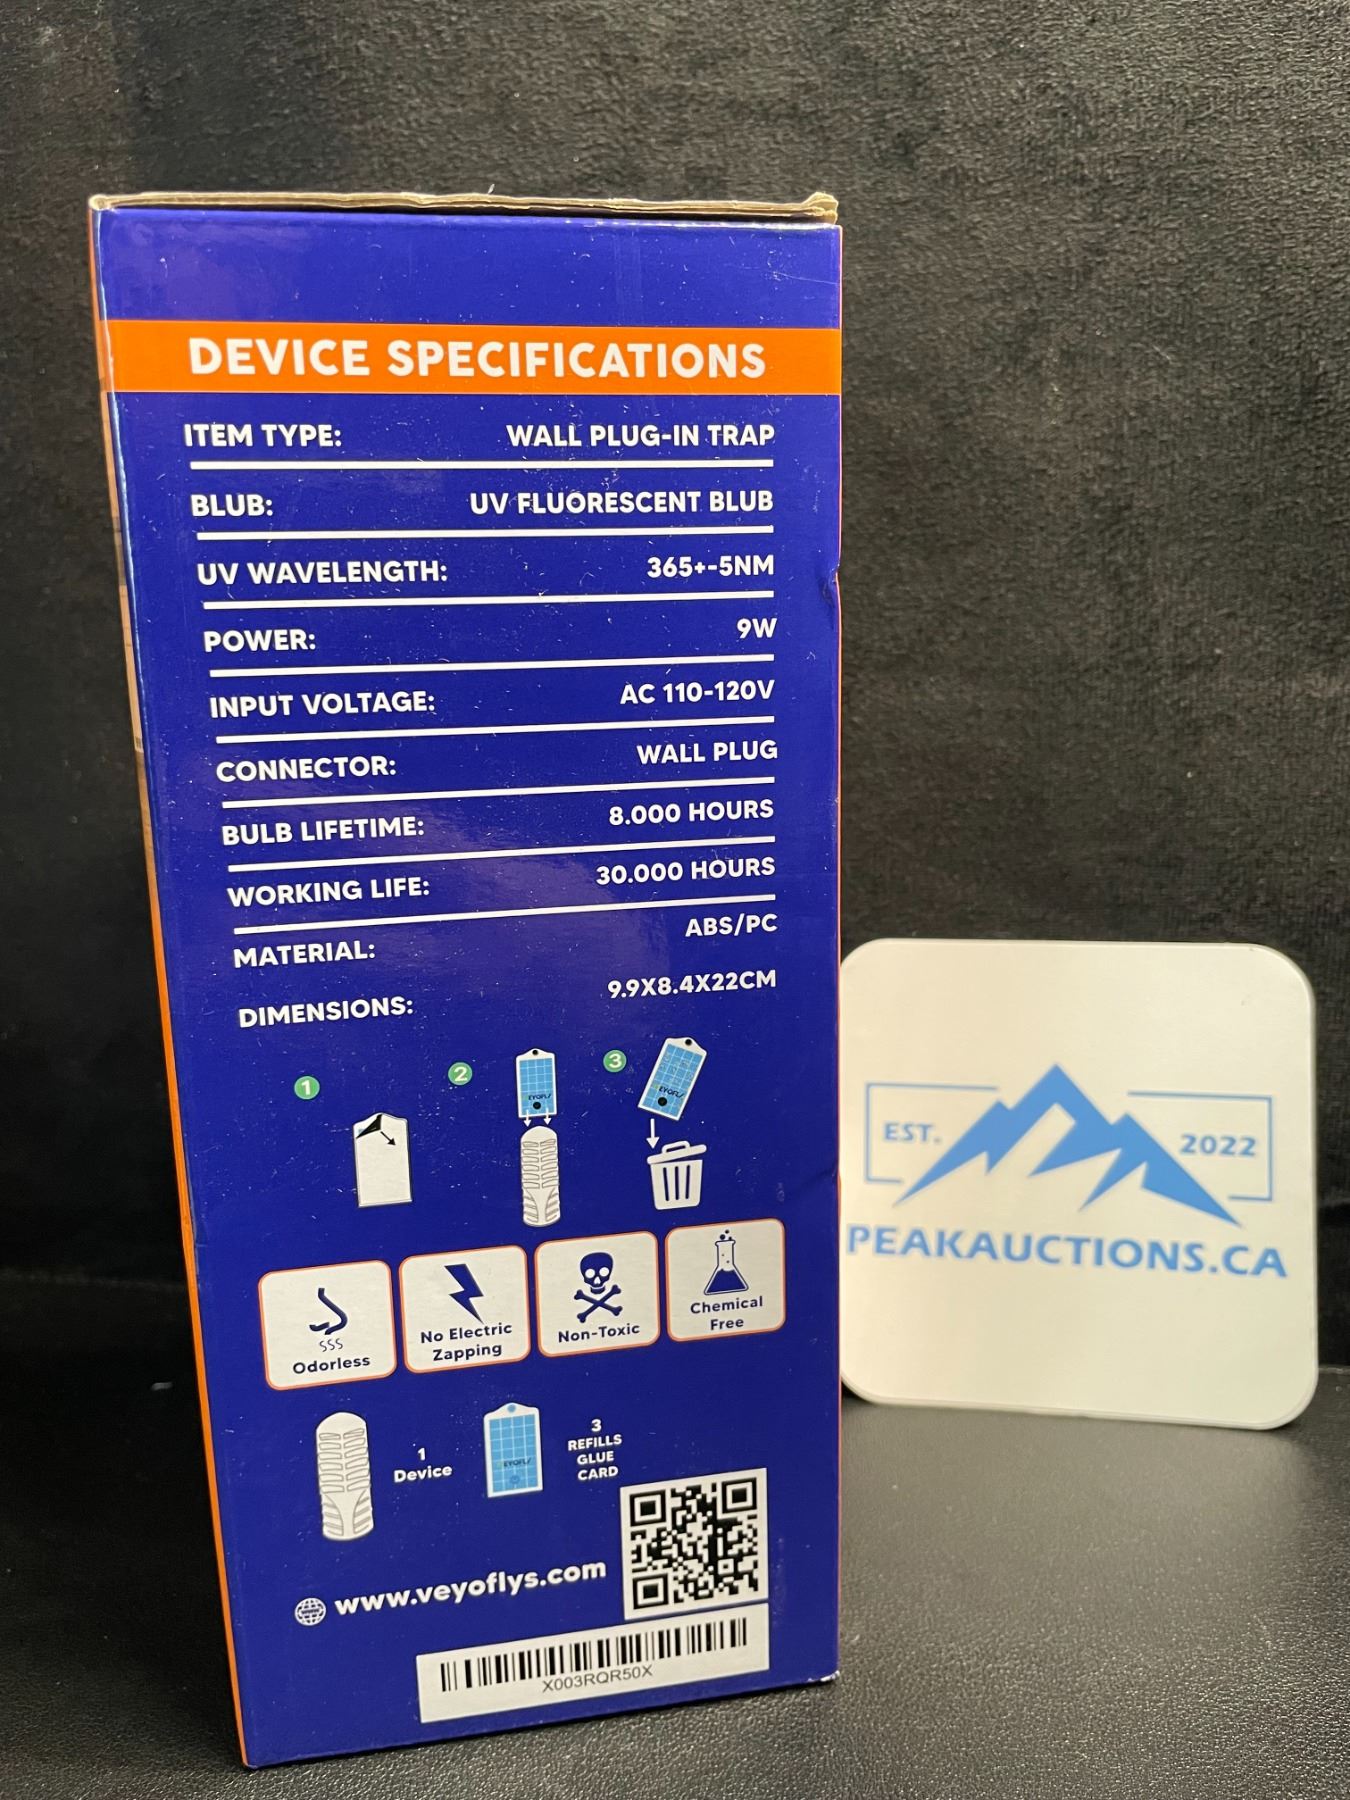 DEVICE SPECIFICATIONS
ITEM TYPE: WALL PLUG-IN TRAP
BLUB: UV FLUORESCENT BLUB
UV WAVELENGTH: 365+-5NM
POWER: 9W
INPUT VOLTAGE: AC 110-120V
CONNECTOR: WALL PLUG
BULB LIFETIME: 8.000 HOURS
WORKING LIFE: 30.000 HOURS
MATERIAL: ABS/PC
DIMENSIONS: 9.9X8.4X22CM
1 2 3
SSS
Odorless
No Electric
Zapping
Non-Toxic
Chemical
Free
1
Device
3
REFILLS
GLUE
CARD
www.veyoflys.com
X003RQR50X
EST. 2022
PEAKAUCTIONS.CA